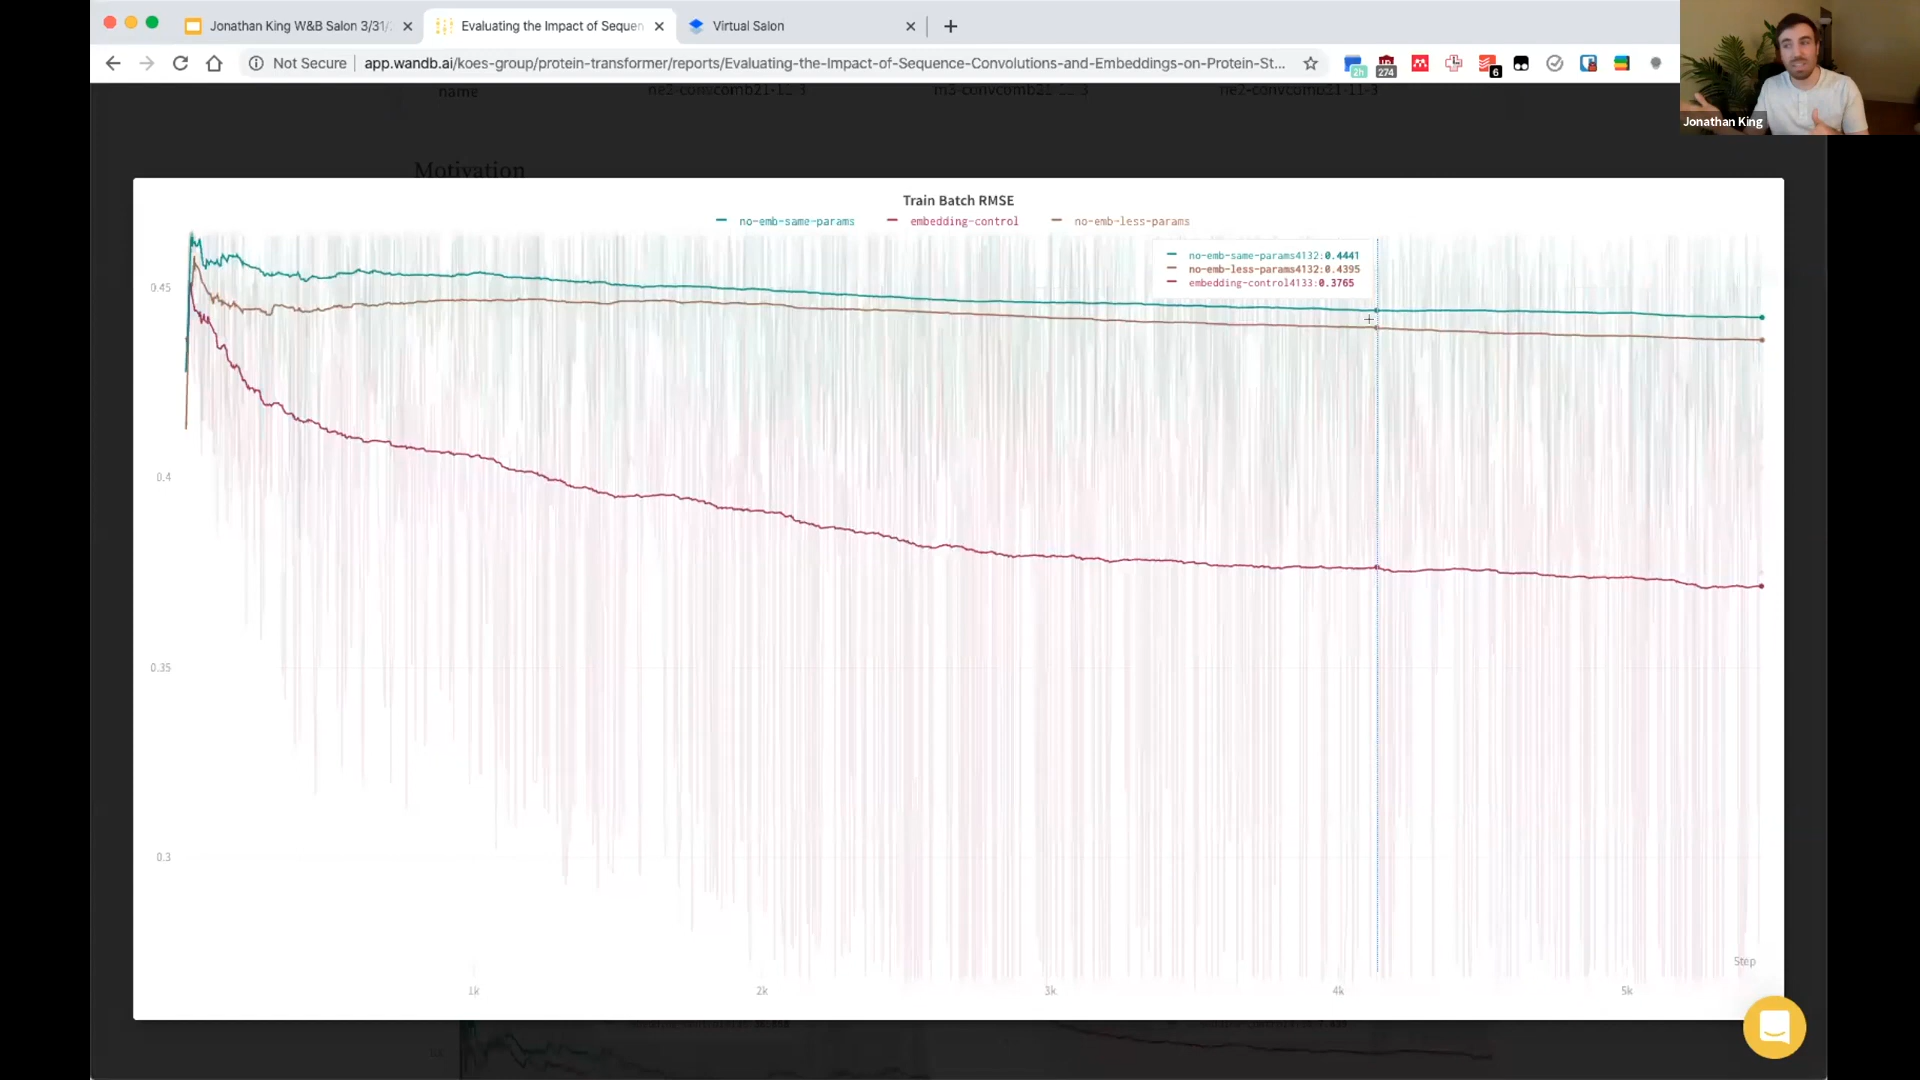 Jonathan King W&B Salon 3/31/
Evaluating the Impact of Sequen
Virtual Salon
Not Secure
app.wandb.ai/koes-group/protein-transformer/reports/Evaluating-the-Impact-of-Sequence-Convolutions-and-Embeddings-on-Protein-St...
2h
274
6
Jonathan King
name
Motivation
Train Batch RMSE
no-emb-same-params
embedding-control
no-emb-less-params
no-emb-same-params4132:0.4441
no-emb-less-params4132:0.4395
embedding-control4133:0.3765
0.45
0.4
0.35
0.3
Step
1k
2k
3k
4k
5k